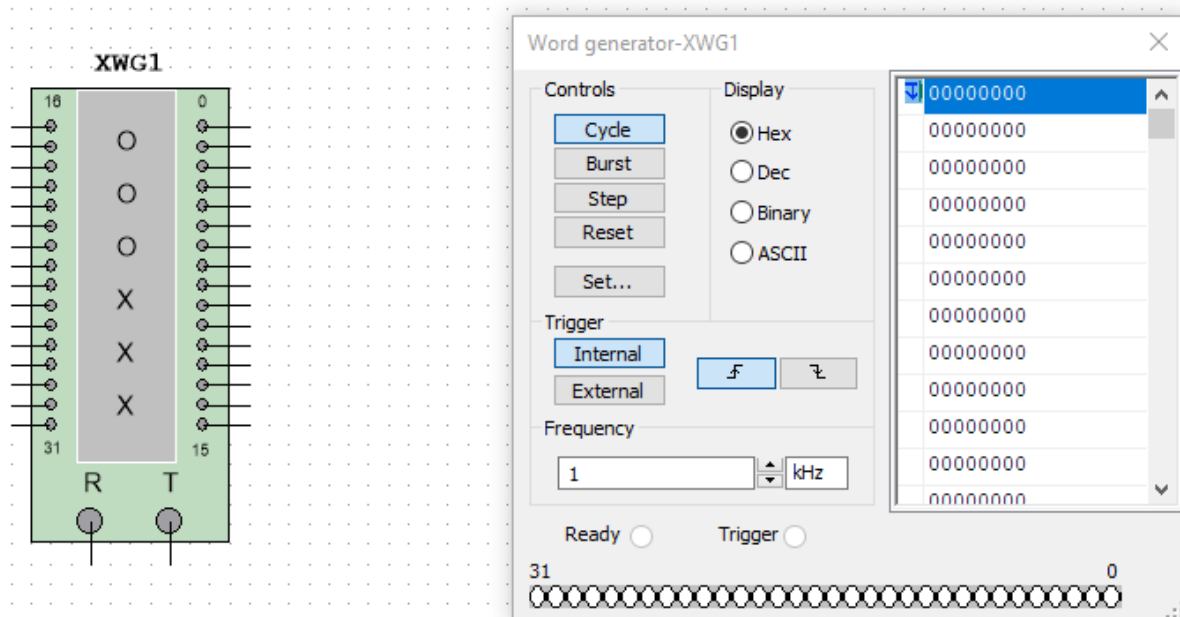 XWG1
16 0
O
O
O
X
X
X
31 15
R T
Word generator-XWG1
Controls
Cycle
Burst
Step
Reset
Set...
Display
Hex
Dec
Binary
ASCII
Trigger
Internal
External
Frequency
1 kHz
Ready Trigger
31 0
00000000
00000000
00000000
00000000
00000000
00000000
00000000
00000000
00000000
00000000
00000000
00000000